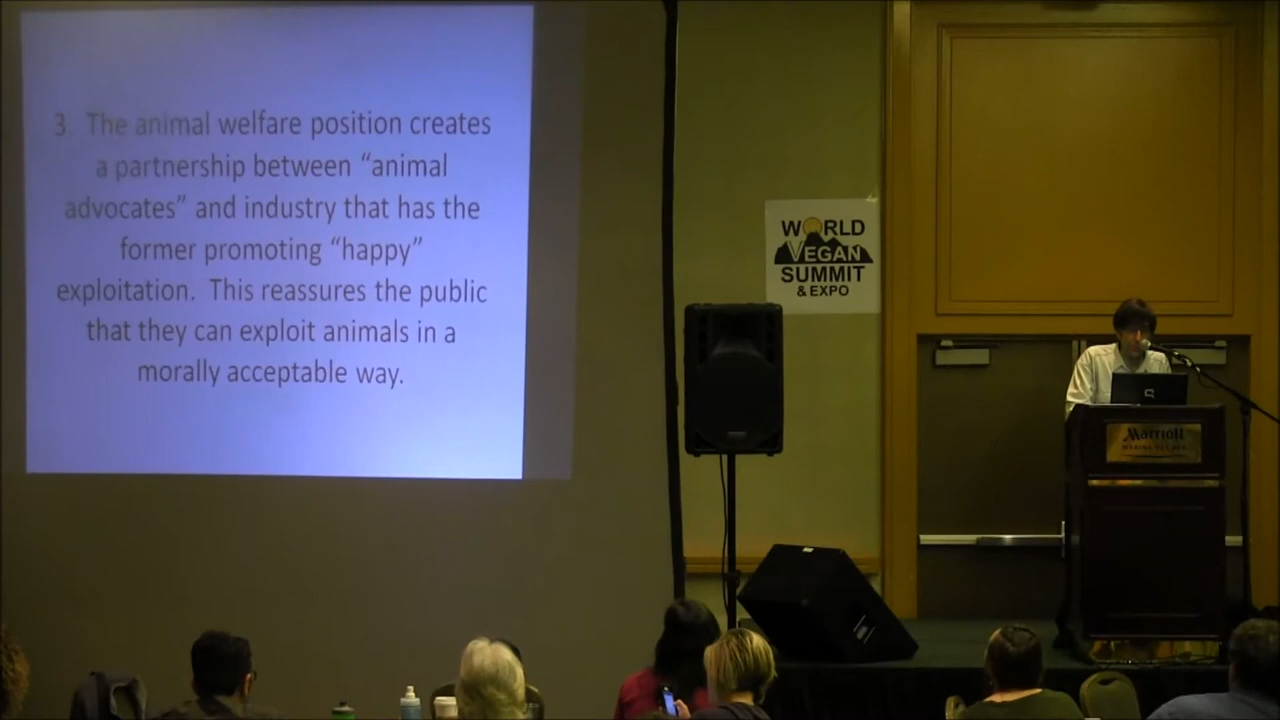 3. The animal welfare position creates
a partnership between “animal
advocates” and industry that has the
former promoting “happy”
exploitation. This reassures the public
that they can exploit animals in a
morally acceptable way.
WORLD
VEGAN
SUMMIT
& EXPO
Marriott